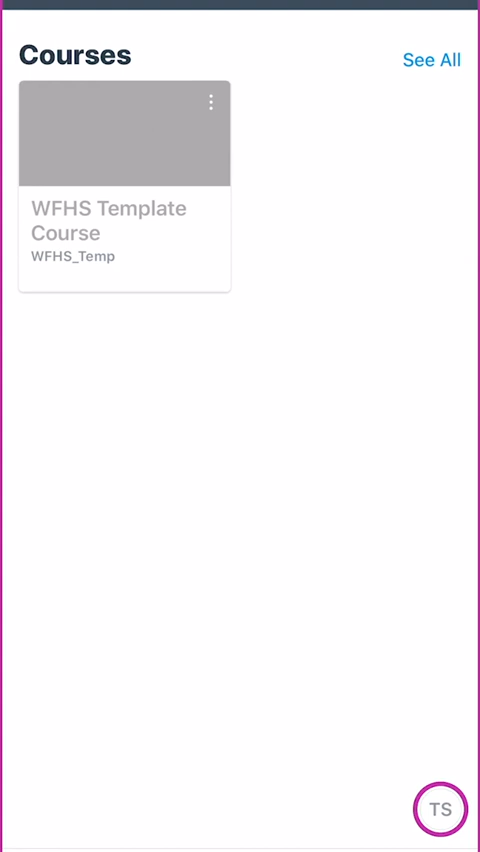 Courses
See All
WFHS Template
Course
WFHS_Temp
TS